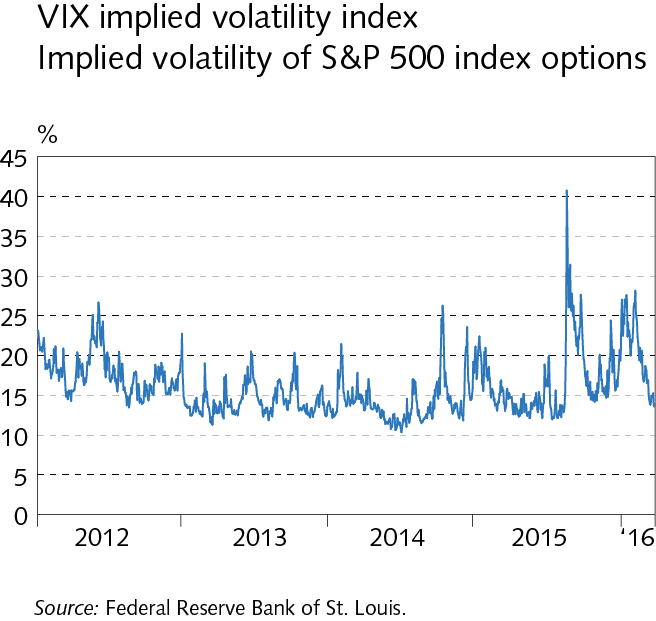 VIX implied volatility index
Implied volatility of S&P 500 index options
%
45
40
35
30
25
20
15
10
5
0
2012 2013 2014 2015 '16
Source: Federal Reserve Bank of St. Louis.